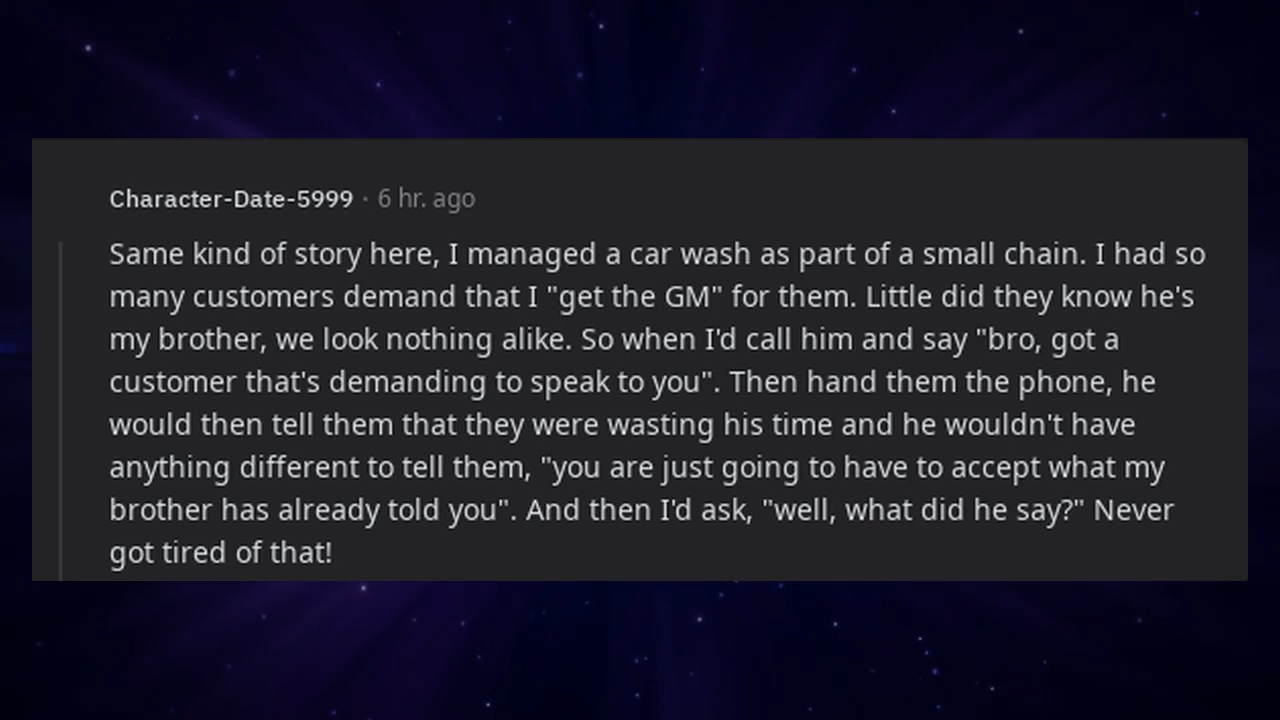 Character-Date-5999 · 6 hr. ago
Same kind of story here, I managed a car wash as part of a small chain. I had so
many customers demand that I "get the GM" for them. Little did they know he's
my brother, we look nothing alike. So when I'd call him and say "bro, got a
customer that's demanding to speak to you". Then hand them the phone, he
would then tell them that they were wasting his time and he wouldn't have
anything different to tell them, "you are just going to have to accept what my
brother has already told you". And then I'd ask, "well, what did he say?" Never
got tired of that!